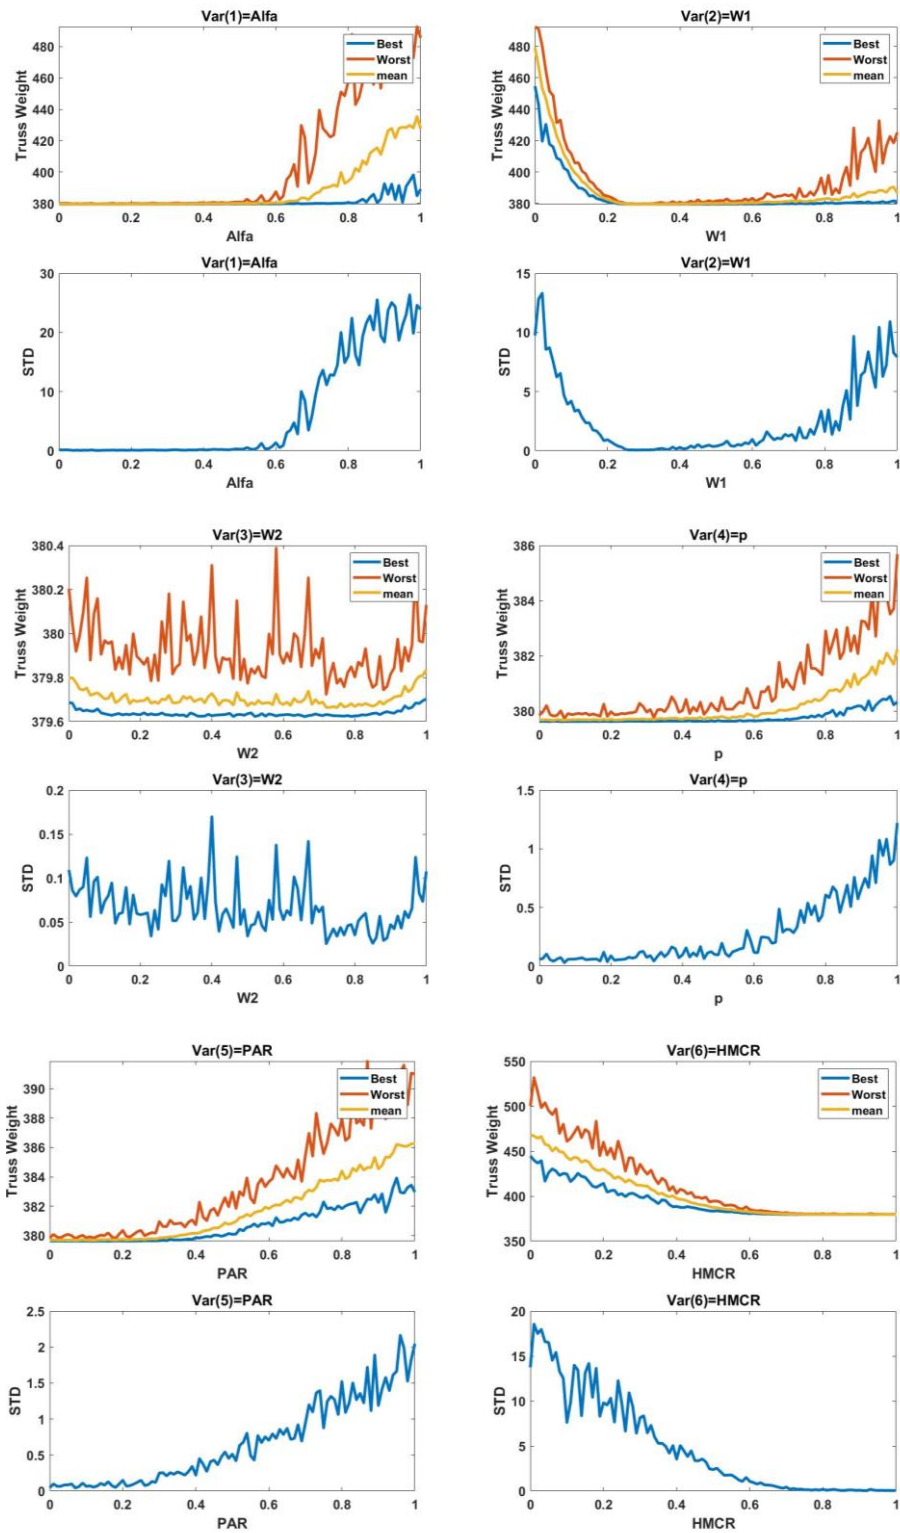 Var(1)=Alfa
Truss Weight
480
460
440
420
400
380
Best
Worst
mean
0 0.2 0.4 0.6 0.8 1
Alfa
Var(2)=W1
Truss Weight
480
460
440
420
400
380
Best
Worst
mean
0 0.2 0.4 0.6 0.8 1
W1
Var(1)=Alfa
STD
30
20
10
0
0 0.2 0.4 0.6 0.8 1
Alfa
Var(2)=W1
STD
15
10
5
0
0 0.2 0.4 0.6 0.8 1
W1
Var(3)=W2
Truss Weight
380.4
380.2
380
379.8
379.6
Best
Worst
mean
0 0.2 0.4 0.6 0.8 1
W2
Var(4)=p
Truss Weight
386
384
382
380
Best
Worst
mean
0 0.2 0.4 0.6 0.8 1
p
Var(3)=W2
STD
0.2
0.15
0.1
0.05
0
0 0.2 0.4 0.6 0.8 1
W2
Var(4)=p
STD
1.5
1
0.5
0
0 0.2 0.4 0.6 0.8 1
p
Var(5)=PAR
Truss Weight
390
388
386
384
382
380
Best
Worst
mean
0 0.2 0.4 0.6 0.8 1
PAR
Var(6)=HMCR
Truss Weight
550
500
450
400
350
Best
Worst
mean
0 0.2 0.4 0.6 0.8 1
HMCR
Var(5)=PAR
STD
2.5
2
1.5
1
0.5
0
0 0.2 0.4 0.6 0.8 1
PAR
Var(6)=HMCR
STD
20
15
10
5
0
0 0.2 0.4 0.6 0.8 1
HMCR